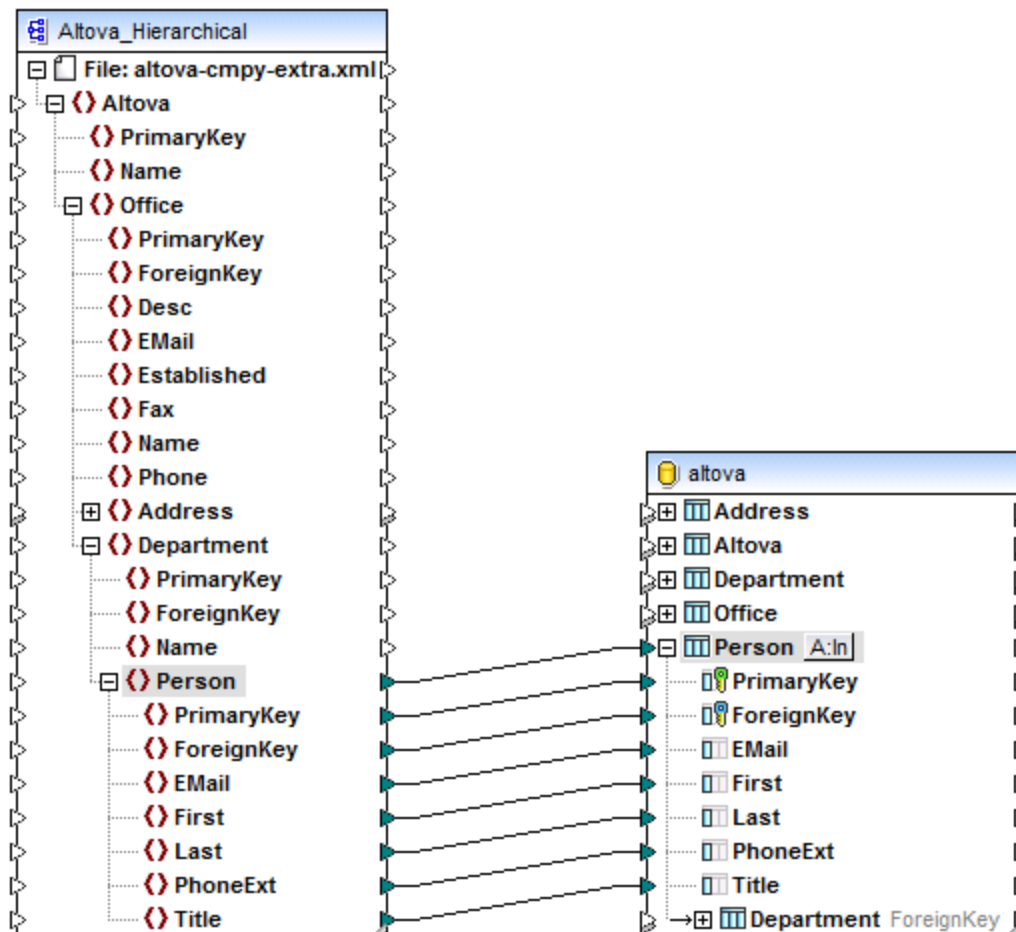 Altova_Hierarchical
File: altova-cmpy-extra.xml
Altova
PrimaryKey
Name
Office
PrimaryKey
ForeignKey
Desc
EMail
Established
Fax
Name
Phone
Address
Department
PrimaryKey
ForeignKey
Name
Person
PrimaryKey
ForeignKey
EMail
First
Last
PhoneExt
Title
altova
Address
Altova
Department
Office
Person A:In
PrimaryKey
ForeignKey
EMail
First
Last
PhoneExt
Title
Department ForeignKey